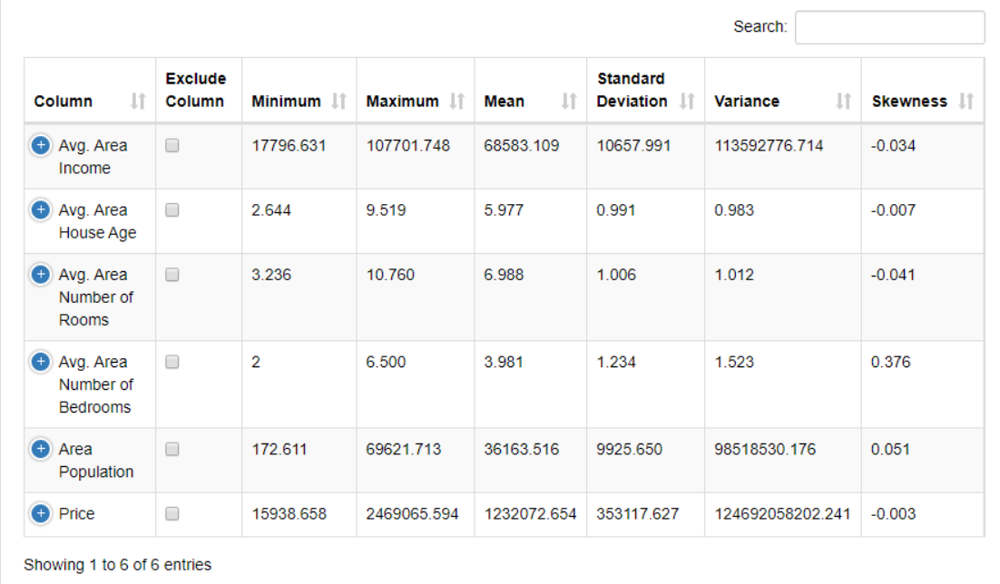 Search:
Column Exclude Column Minimum Maximum Mean Standard Deviation Variance Skewness
Avg. Area Income 17796.631 107701.748 68583.109 10657.991 113592776.714 -0.034
Avg. Area House Age 2.644 9.519 5.977 0.991 0.983 -0.007
Avg. Area Number of Rooms 3.236 10.760 6.988 1.006 1.012 -0.041
Avg. Area Number of Bedrooms 2 6.500 3.981 1.234 1.523 0.376
Area Population 172.611 69621.713 36163.516 9925.650 98518530.176 0.051
Price 15938.658 2469065.594 1232072.654 353117.627 124692058202.241 -0.003
Showing 1 to 6 of 6 entries